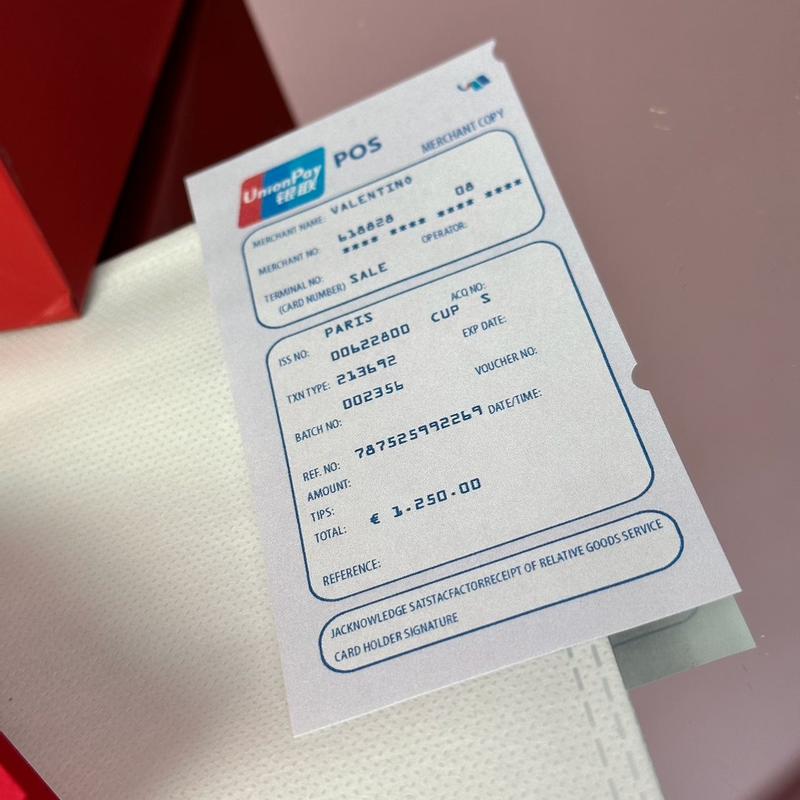 UnionPay
银联
POS
MERCHANT COPY
MERCHANT NAME: VALENTINO
MERCHANT NO: 618828 08
**** **** **** ****
TERMINAL NO: OPERATOR:
(CARD NUMBER) SALE
PARIS
ISS NO: 00622800 ACQ NO:
CUP S
TXN TYPE: 213692 EXP DATE:
002356 VOUCHER NO:
BATCH NO:
REF. NO: 787525992269 DATE/TIME:
AMOUNT:
TIPS:
TOTAL: € 1.250.00
REFERENCE:
JACKNOWLEDGE SATSTACFACTORRECEIPT OF RELATIVE GOODS SERVICE
CARD HOLDER SIGNATURE